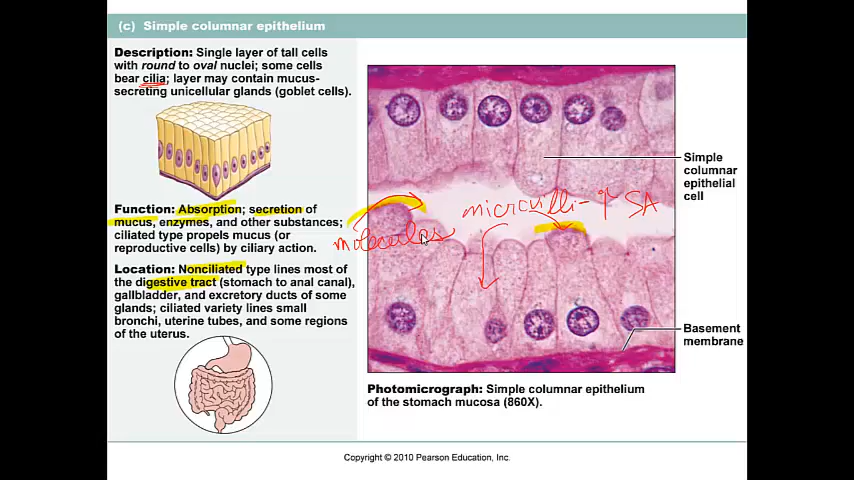 (c) Simple columnar epithelium
Description: Single layer of tall cells
with round to oval nuclei; some cells
bear cilia; layer may contain mucus-
secreting unicellular glands (goblet cells).
Function: Absorption; secretion of
mucus, enzymes, and other substances;
ciliated type propels mucus (or
reproductive cells) by ciliary action.
Location: Nonciliated type lines most of
the digestive tract (stomach to anal canal),
gallbladder, and excretory ducts of some
glands; ciliated variety lines small
bronchi, uterine tubes, and some regions
of the uterus.
Simple
columnar
epithelial
cell
microvilli - ↑ SA
molecules
Basement
membrane
Photomicrograph: Simple columnar epithelium
of the stomach mucosa (860X).
Copyright © 2010 Pearson Education, Inc.